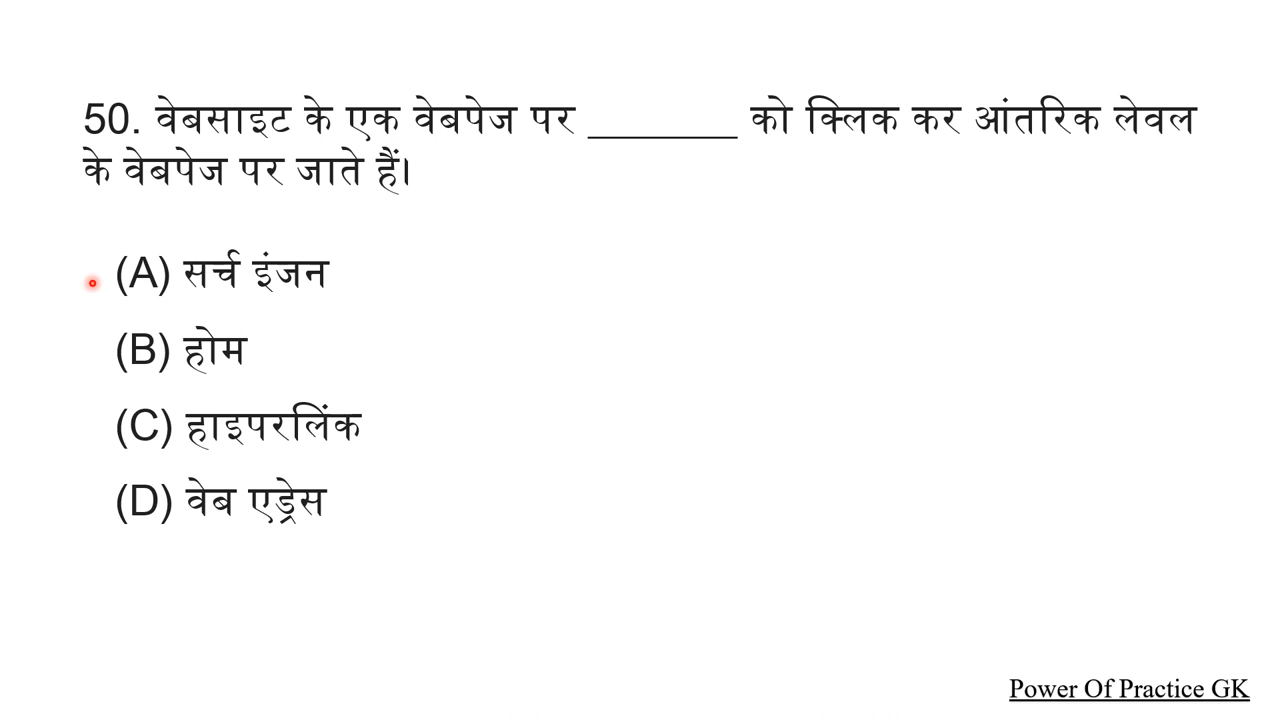 50. वेबसाइट के एक वेबपेज पर _______ को क्लिक कर आंतरिक लेवल
के वेबपेज पर जाते हैं।
(A) सर्च इंजन
(B) होम
(C) हाइपरलिंक
(D) वेब एड्रेस
Power Of Practice GK